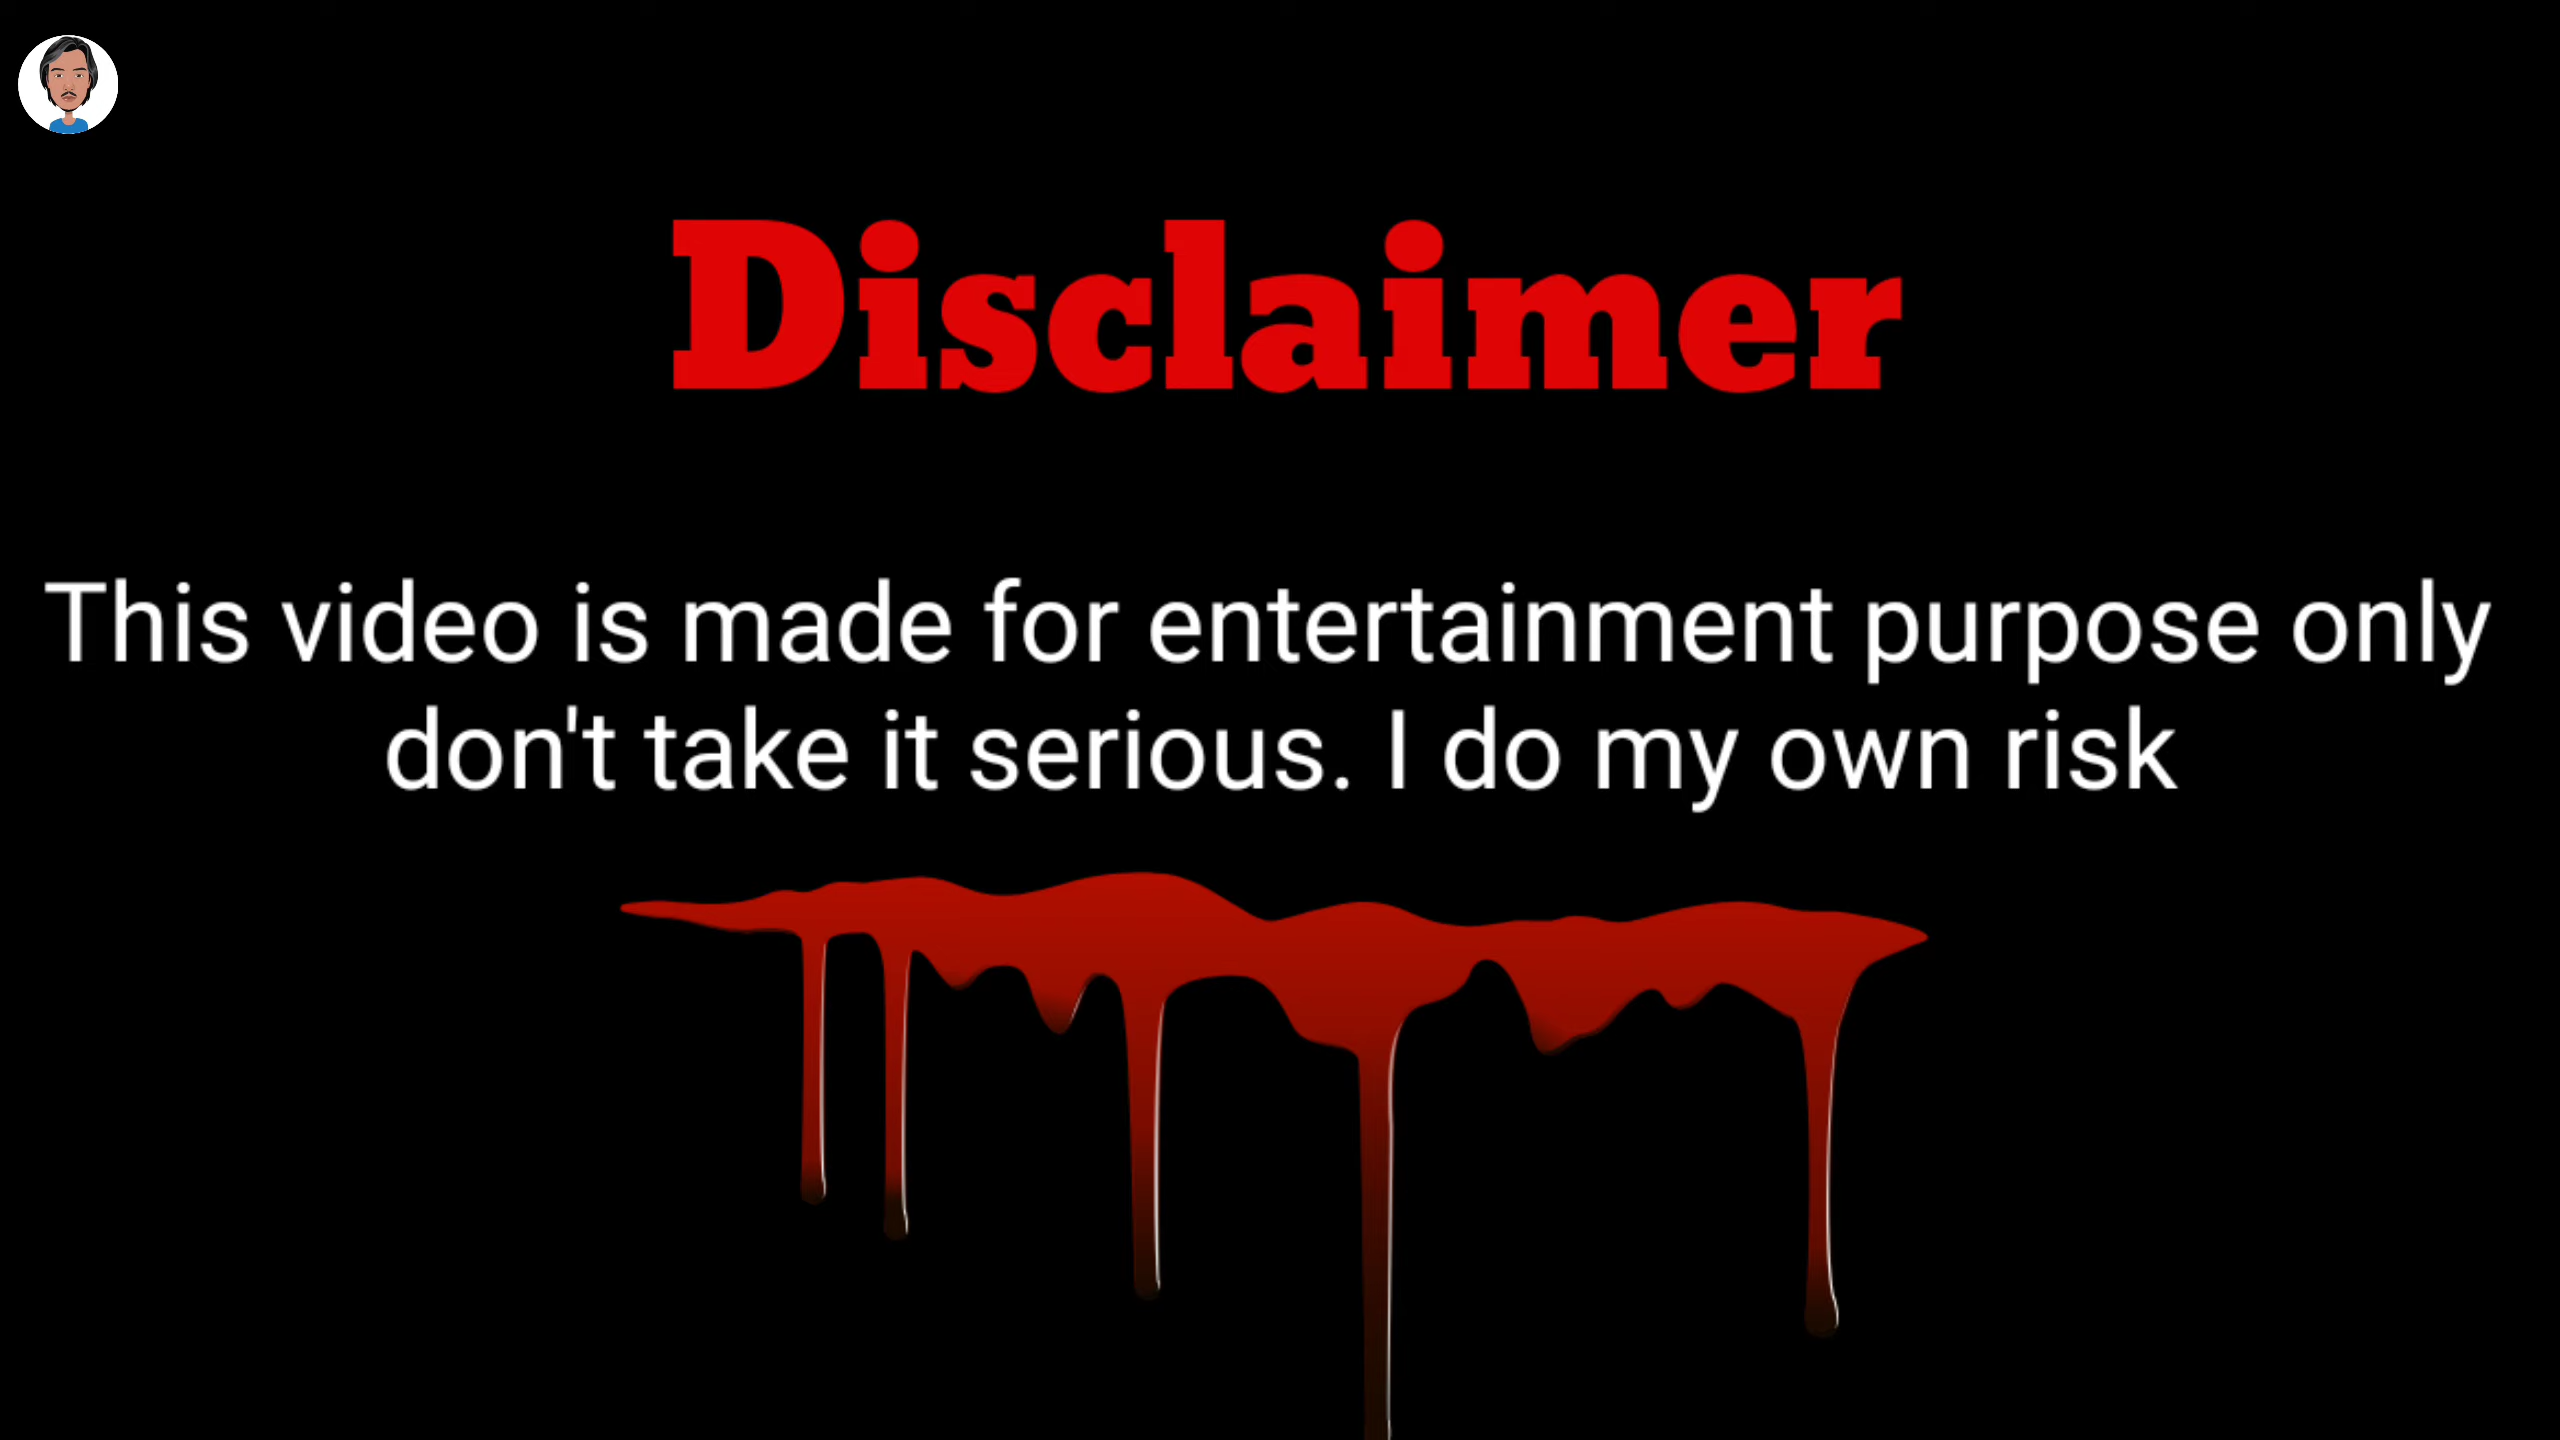 Disclaimer
This video is made for entertainment purpose only
don't take it serious. I do my own risk